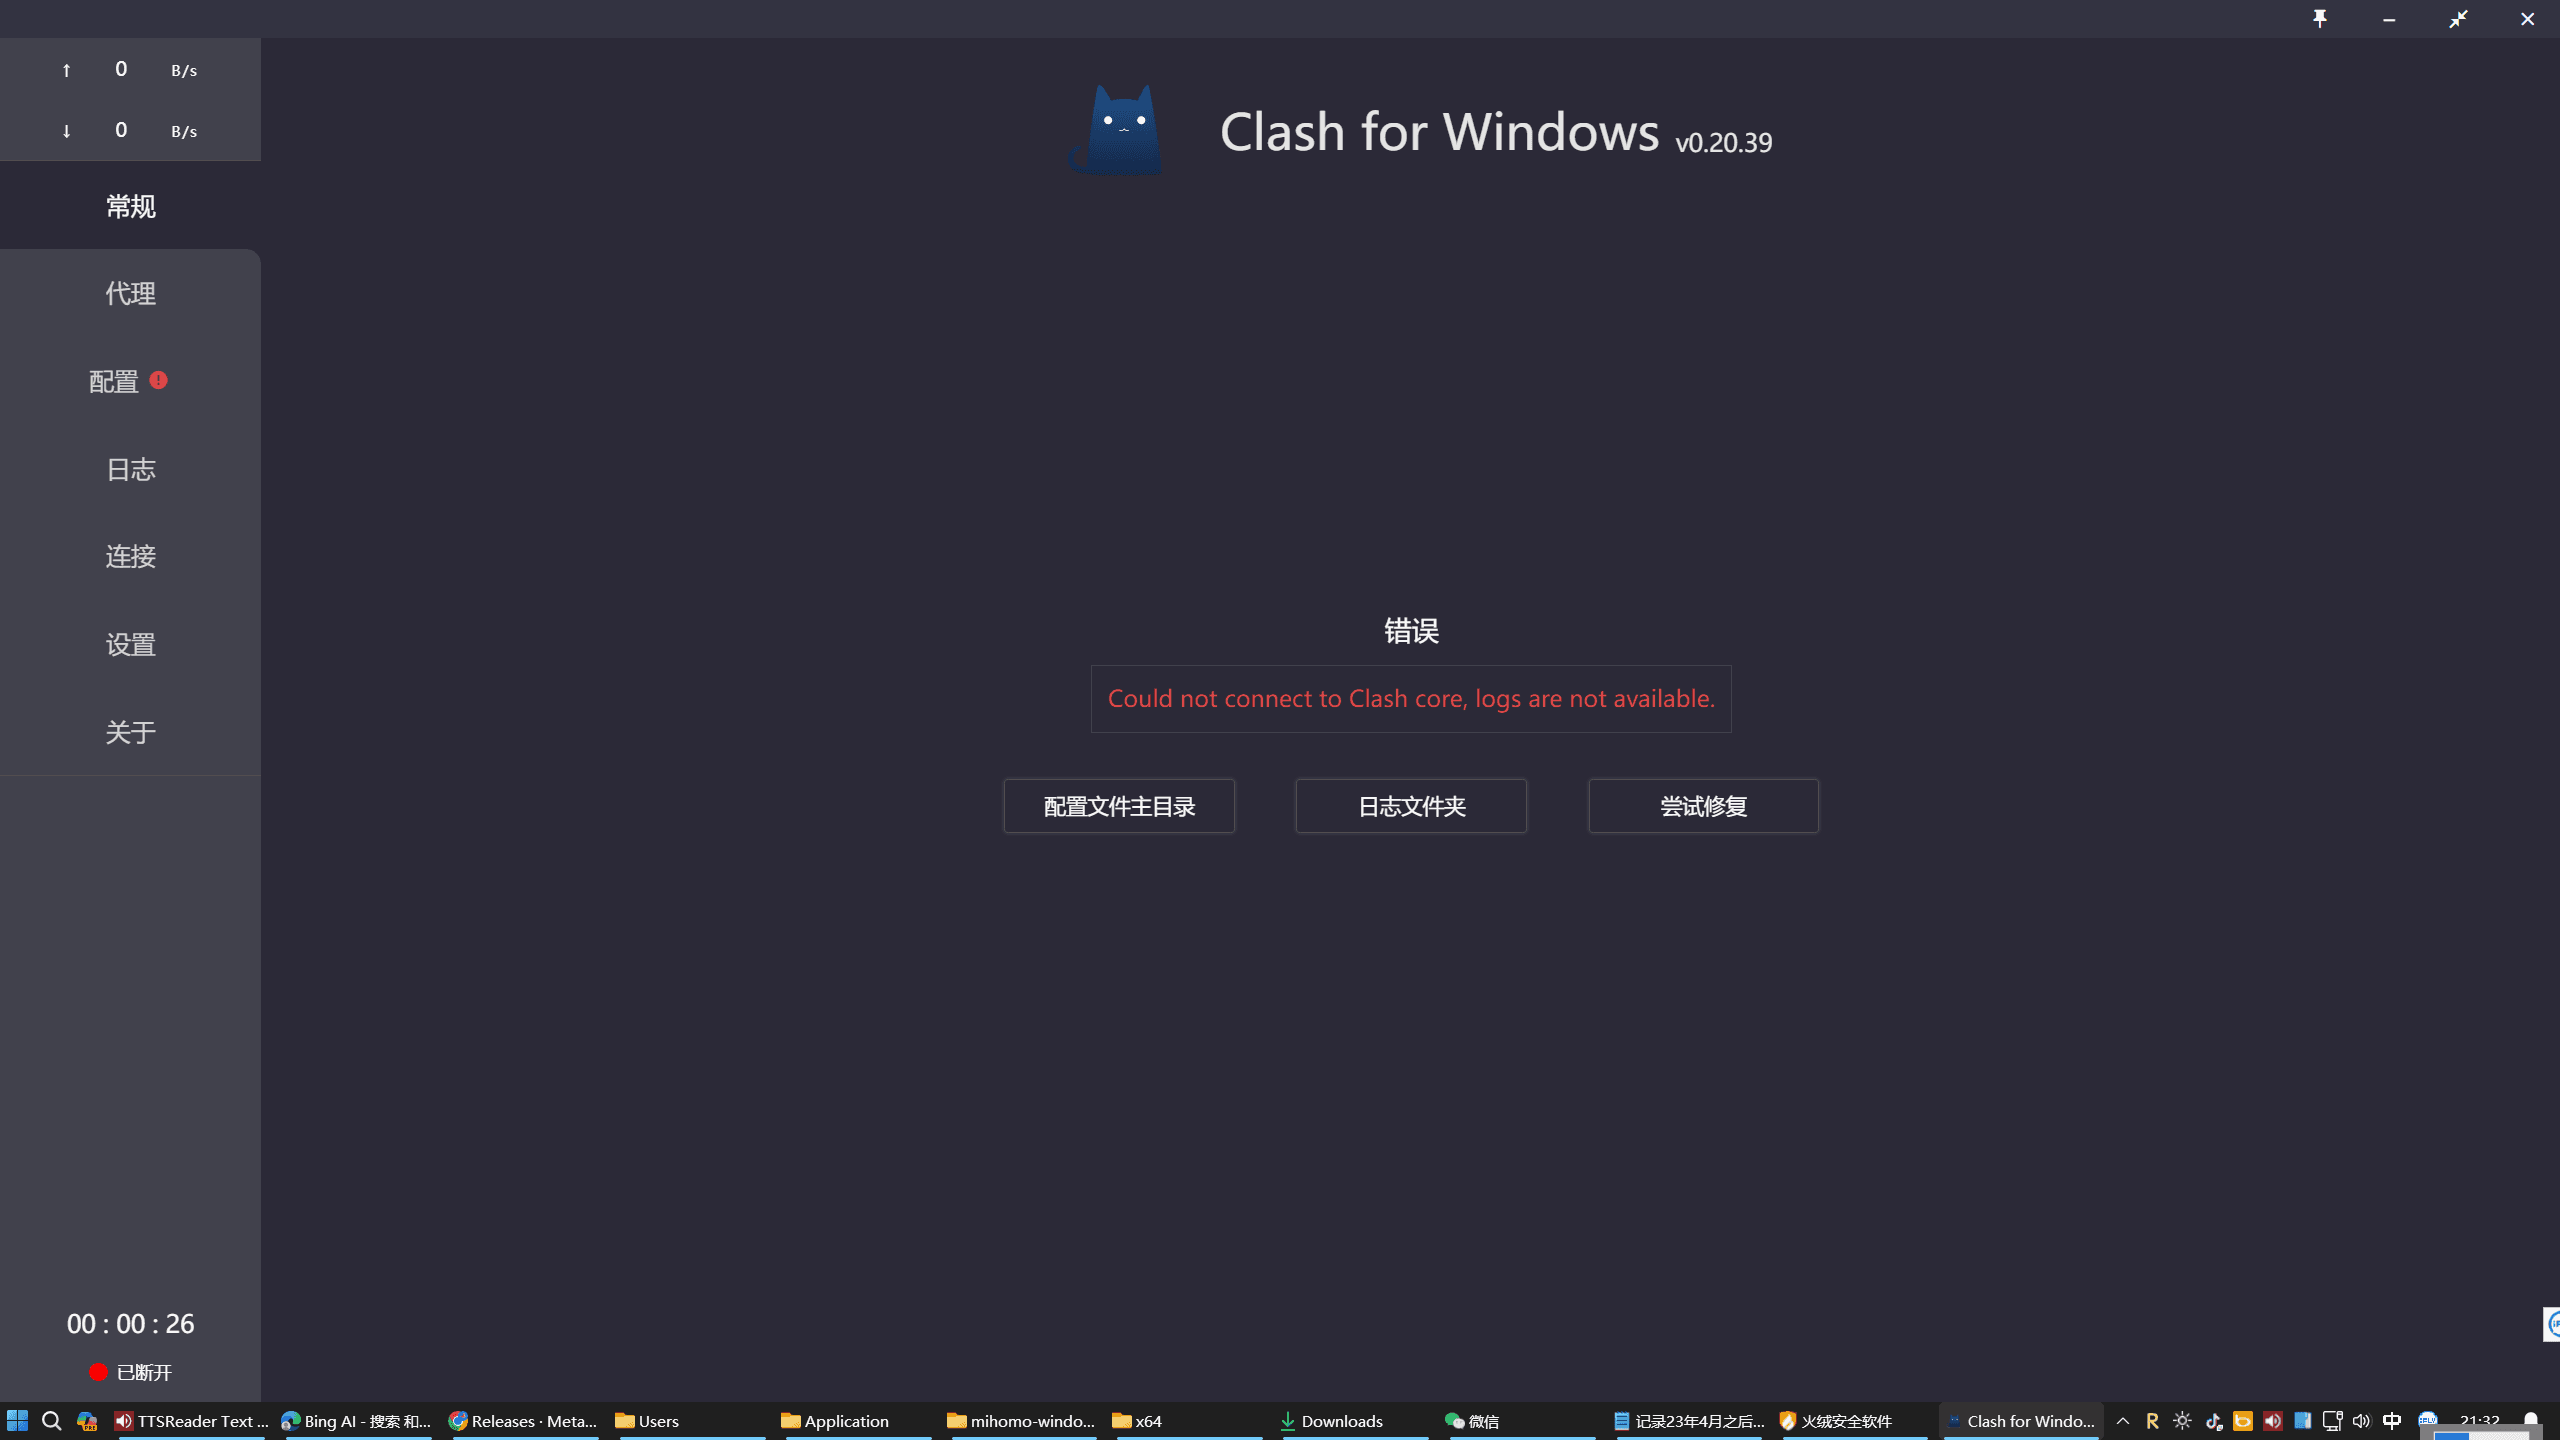 ↑ 0 B/s
↓ 0 B/s
常规
代理
配置
日志
连接
设置
关于
00 : 00 : 26
已断开
Clash for Windows v0.20.39
错误
Could not connect to Clash core, logs are not available.
配置文件主目录 日志文件夹 尝试修复
TTSReader Text ... Bing AI - 搜索 和... Releases · Meta... Users Application mihomo-windo... x64 Downloads 微信 记录23年4月之后... 火绒安全软件 Clash for Windo... R 中 21:32